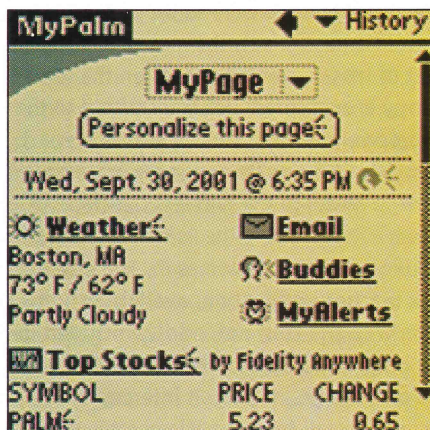 MyPalm History
MyPage
Personalize this page
Wed, Sept. 30, 2001 @ 6:35 PM
Weather Email
Boston, MA
73° F / 62° F Buddies
Partly Cloudy MyAlerts
Top Stocks by Fidelity Anywhere
SYMBOL PRICE CHANGE
PALM 5.23 0.65